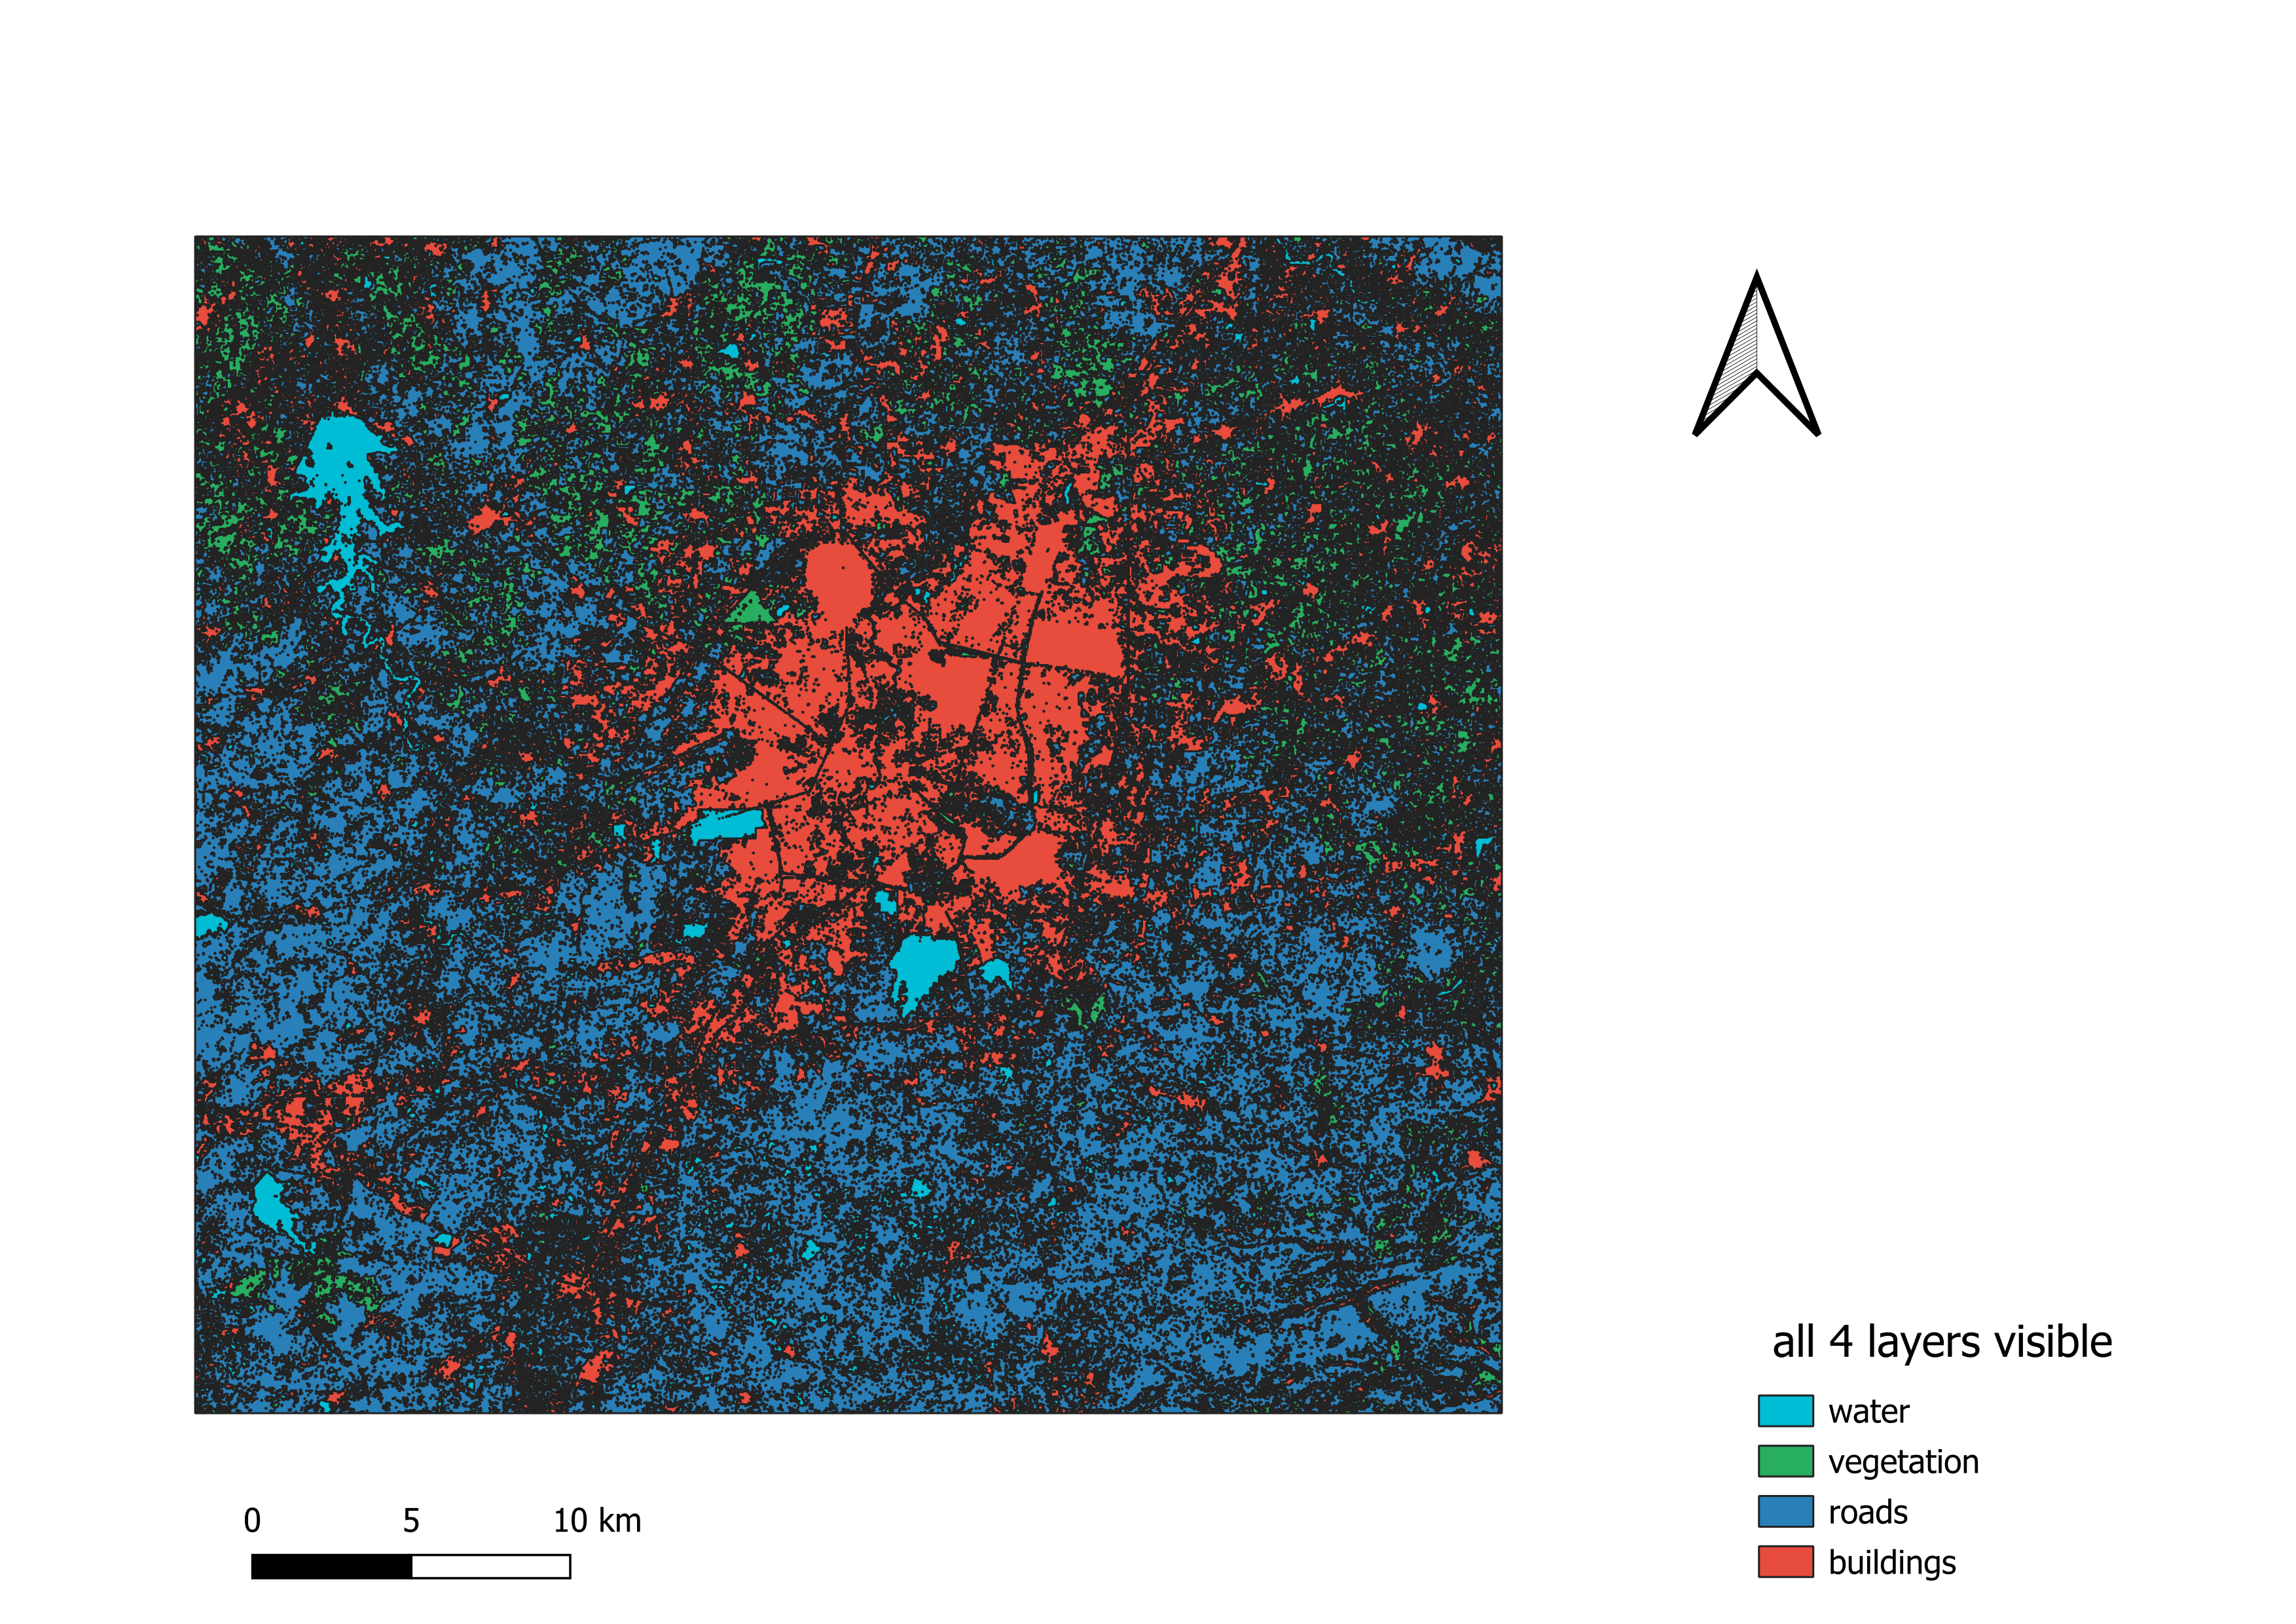 all 4 layers visible
water
vegetation
roads
buildings
0 5 10 km